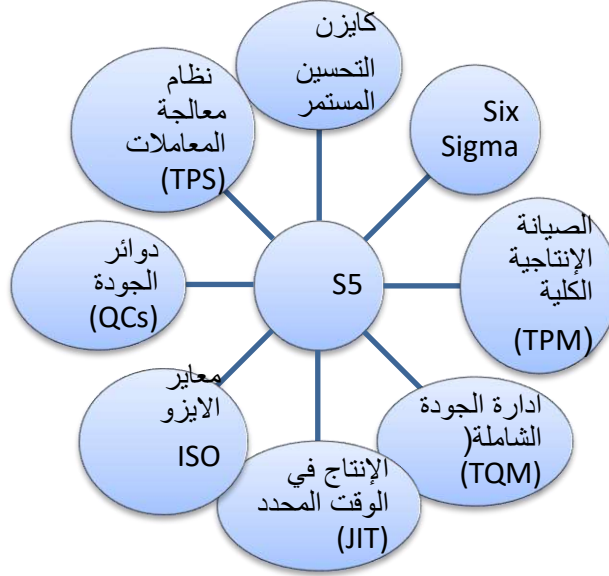 كايزن
التحسين
المستمر
Six
Sigma
الصيانة
الإنتاجية
الكلية
(TPM)
ادارة الجودة
الشاملة(
(TQM)
الإنتاج في
الوقت المحدد
(JIT)
معاير
الايزو
ISO
دوائر
الجودة
(QCs)
نظام
معالجة
المعاملات
(TPS)
S5